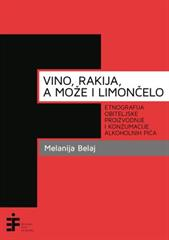 VINO, RAKIJA,
A MOŽE I LIMONČELO
ETNOGRAFIJA
OBITELJSKE
PROIZVODNJE
I KONZUMACIJE
ALKOHOLNIH PIĆA
Melanija Belaj